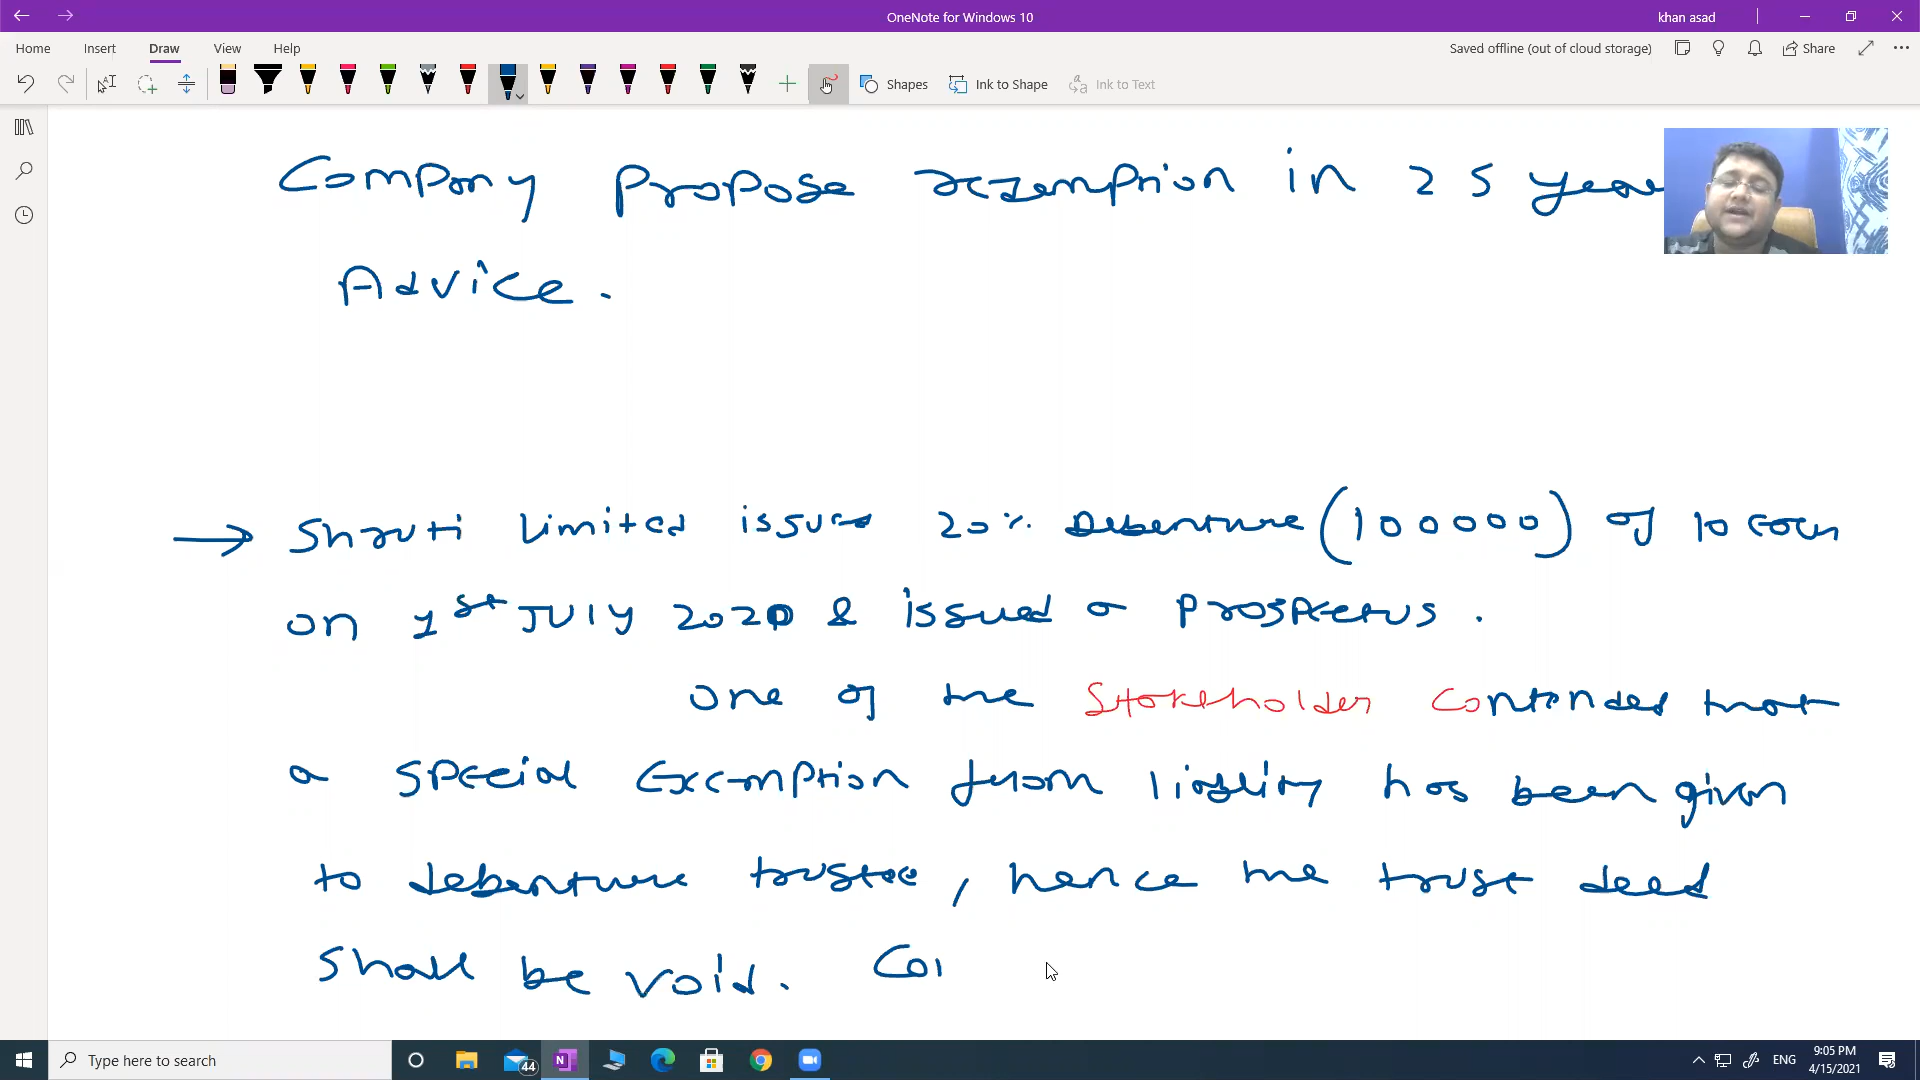 OneNote for Windows 10
khan asad
Home Insert Draw View Help
Saved offline (out of cloud storage)
Share
Shapes
Ink to Shape
Ink to Text
Company propose redemption in 25 year
Advice.
→ Shruti limited issues 20% Debenture (100000) of 10 each
on 1st JULY 2020 & issued a prospectus.
one of the Stakeholder contended that
a special Exemption from liability has been given
to debenture trustee, hence the trust deed
shall be void. Co
Type here to search
44
ENG
9:05 PM
4/15/2021